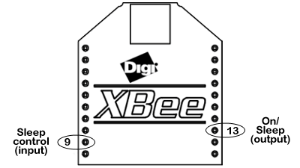 Digi
XBee
Sleep
control
(input)
9
13
On/
Sleep
(output)